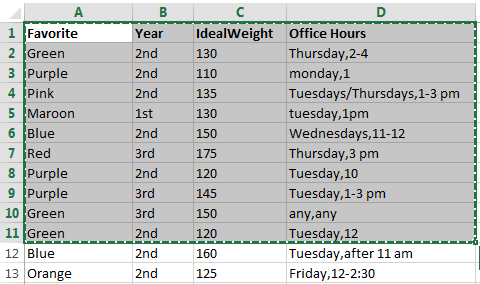 A B C D
1 Favorite Year IdealWeight Office Hours
2 Green 2nd 130 Thursday,2-4
3 Purple 2nd 110 monday,1
4 Pink 2nd 135 Tuesdays/Thursdays,1-3 pm
5 Maroon 1st 130 tuesday,1pm
6 Blue 2nd 150 Wednesdays,11-12
7 Red 3rd 175 Thursday,3 pm
8 Purple 2nd 120 Tuesday,10
9 Purple 3rd 145 Tuesday,1-3 pm
10 Green 3rd 150 any,any
11 Green 2nd 120 Tuesday,12
12 Blue 2nd 160 Tuesday,after 11 am
13 Orange 2nd 125 Friday,12-2:30